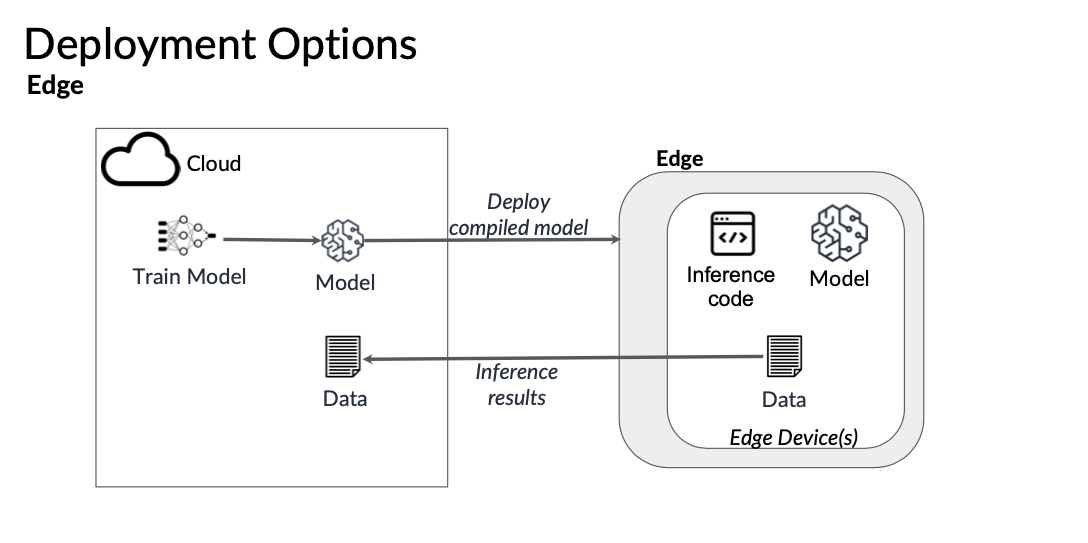 Deployment Options
Edge
Cloud
Edge
Deploy
compiled model
Train Model
Model
Inference
code
Model
Inference
results
Data
Data
Edge Device(s)